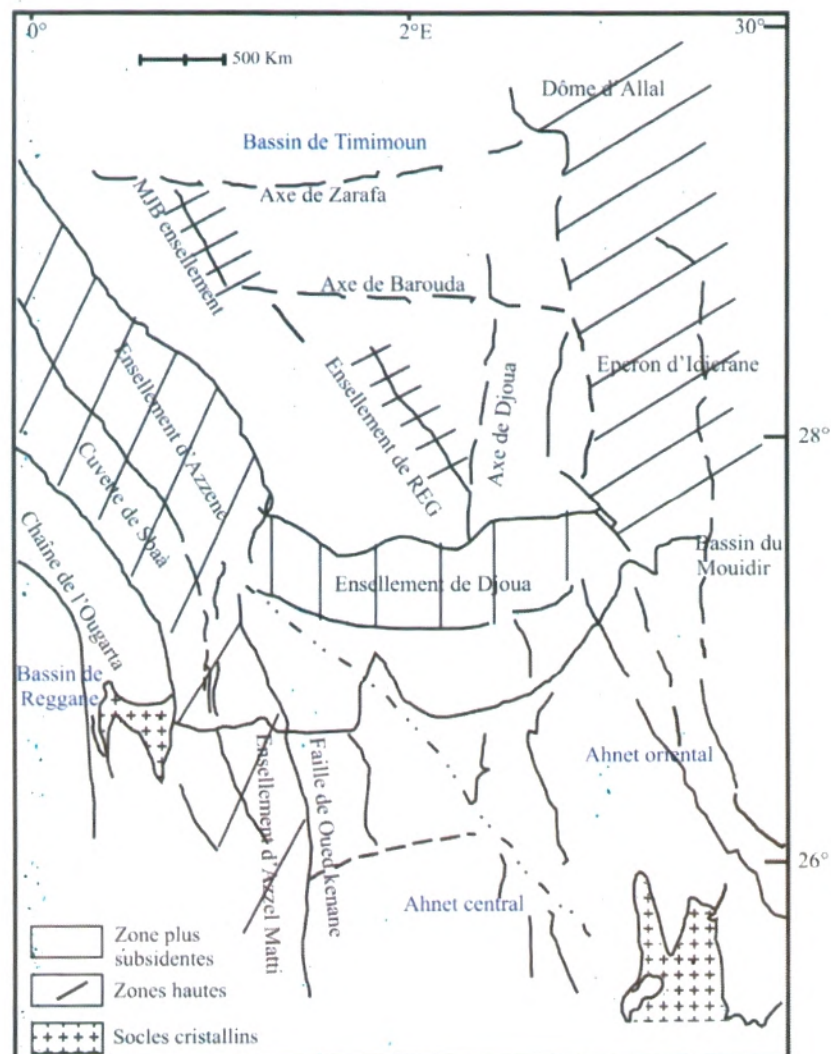 0°
2°E
30°
500 Km
Dôme d'Allal
Bassin de Timimoun
Axe de Zarafa
MJB ensellement
Axe de Barouda
Ensellement d'Azzene
Ensellement de REG
Axe de Djoua
Eperon d'Idjerane
28°
Cuvette de Sbaâ
Chaîne de l'Ougarta
Ensellement de Djoua
Bassin du
Mouidir
Bassin de
Reggane
Ensellement d'Azzel Matti
Faille de Oued kenane
Ahnet oriental
26°
Ahnet central
Zone plus
subsidentes
Zones hautes
Socles cristallins